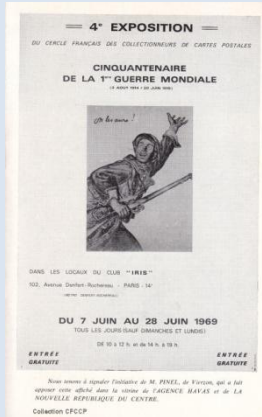 4e EXPOSITION
DU CERCLE FRANÇAIS DES COLLECTIONNEURS DE CARTES POSTALES
CINQUANTENAIRE
DE LA 1ère GUERRE MONDIALE
On les aura !
DANS LES LOCAUX DU CLUB "IRIS"
102, Avenue Denfert-Rochereau - PARIS - 14e
DU 7 JUIN AU 28 JUIN 1969
TOUS LES JOURS (SAUF DIMANCHES ET LUNDIS)
DE 10 à 12 h. et de 14 h. à 19 h.
ENTRÉE
GRATUITE
ENTRÉE
GRATUITE
Nous tenons à signaler l'initiative de M. PINEL, de Vierzon, qui a fait
apposer cette affiche dans la vitrine de l'AGENCE HAVAS et de LA
NOUVELLE RÉPUBLIQUE DU CENTRE.
Collection CFCCP